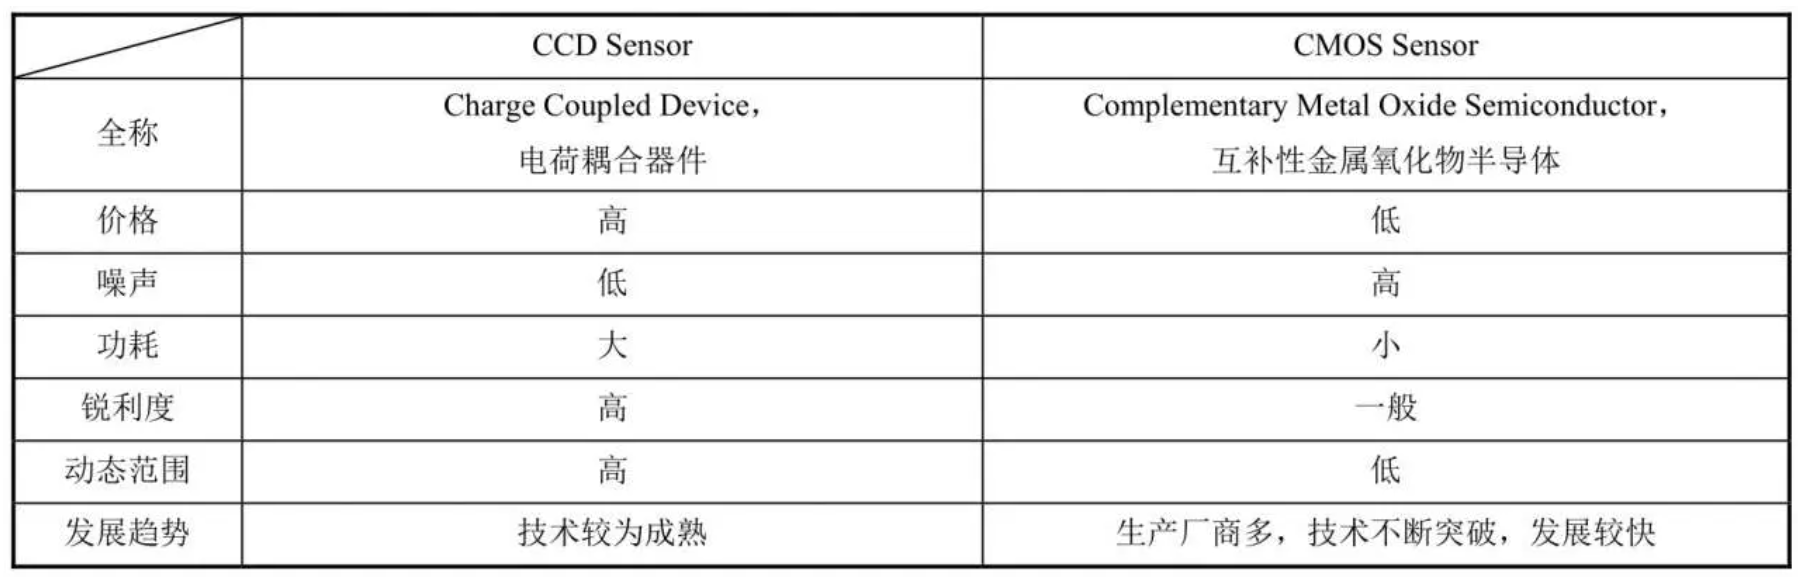 CCD Sensor
CMOS Sensor
全称
Charge Coupled Device，
电荷耦合器件
Complementary Metal Oxide Semiconductor，
互补性金属氧化物半导体
价格
高
低
噪声
低
高
功耗
大
小
锐利度
高
一般
动态范围
高
低
发展趋势
技术较为成熟
生产厂商多，技术不断突破，发展较快